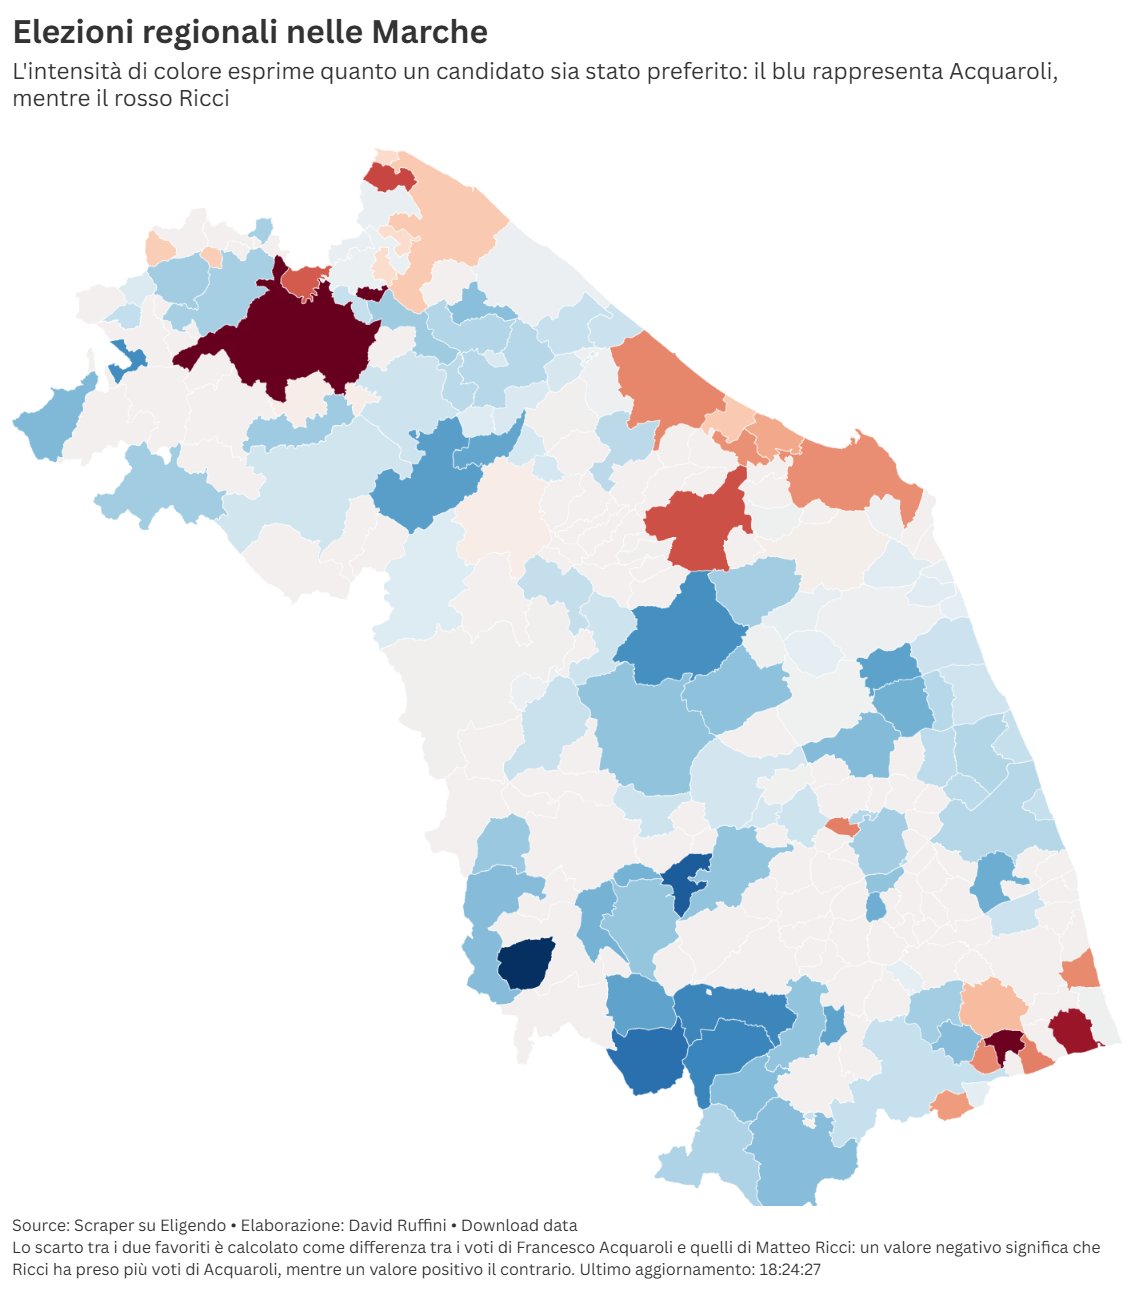 Elezioni regionali nelle Marche
L'intensità di colore esprime quanto un candidato sia stato preferito: il blu rappresenta Acquaroli,
mentre il rosso Ricci
Source: Scraper su Eligendo • Elaborazione: David Ruffini • Download data
Lo scarto tra i due favoriti è calcolato come differenza tra i voti di Francesco Acquaroli e quelli di Matteo Ricci: un valore negativo significa che
Ricci ha preso più voti di Acquaroli, mentre un valore positivo il contrario. Ultimo aggiornamento: 18:24:27